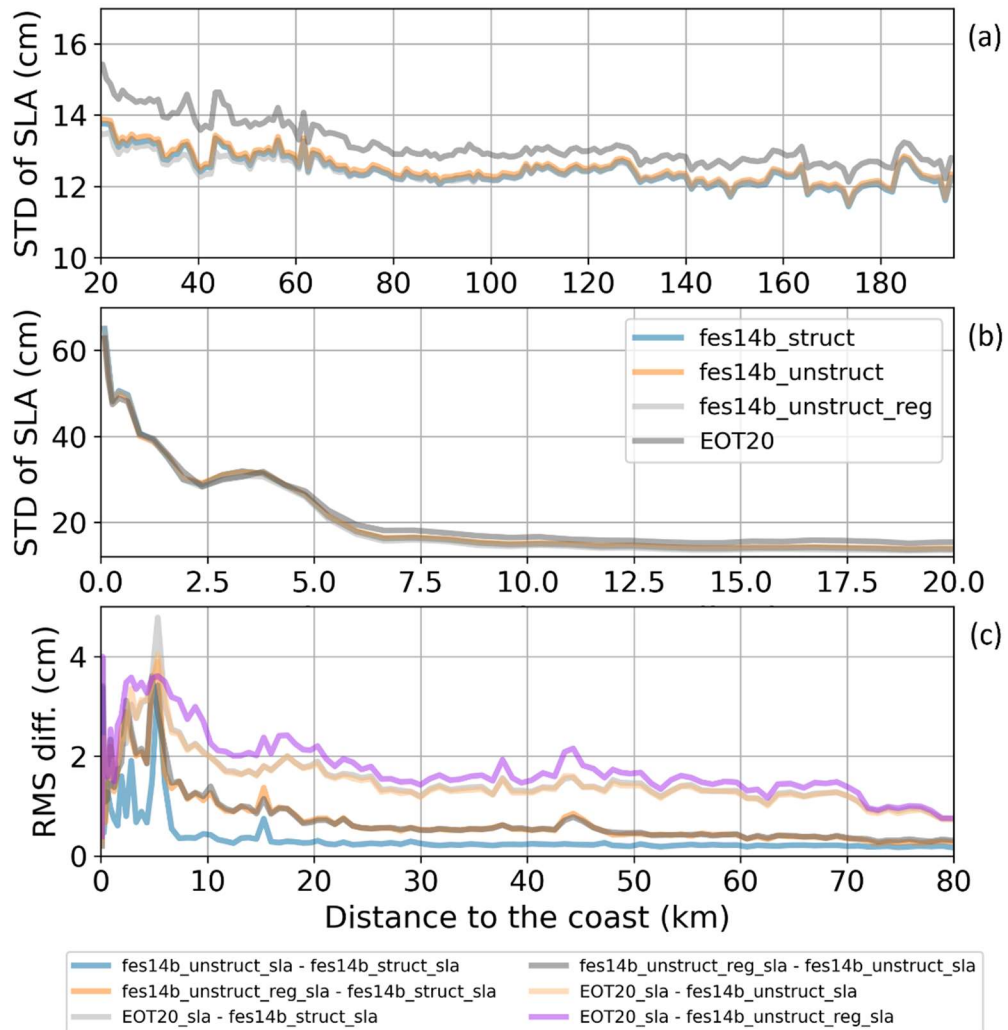 (a)
STD of SLA (cm)
16
14
12
10
20 40 60 80 100 120 140 160 180
(b)
STD of SLA (cm)
60
40
20
fes14b_struct
fes14b_unstruct
fes14b_unstruct_reg
EOT20
0.0 2.5 5.0 7.5 10.0 12.5 15.0 17.5 20.0
(c)
RMS diff. (cm)
4
2
0
0 10 20 30 40 50 60 70 80
Distance to the coast (km)
fes14b_unstruct_sla - fes14b_struct_sla
fes14b_unstruct_reg_sla - fes14b_struct_sla
EOT20_sla - fes14b_struct_sla
fes14b_unstruct_reg_sla - fes14b_unstruct_sla
EOT20_sla - fes14b_unstruct_sla
EOT20_sla - fes14b_unstruct_reg_sla